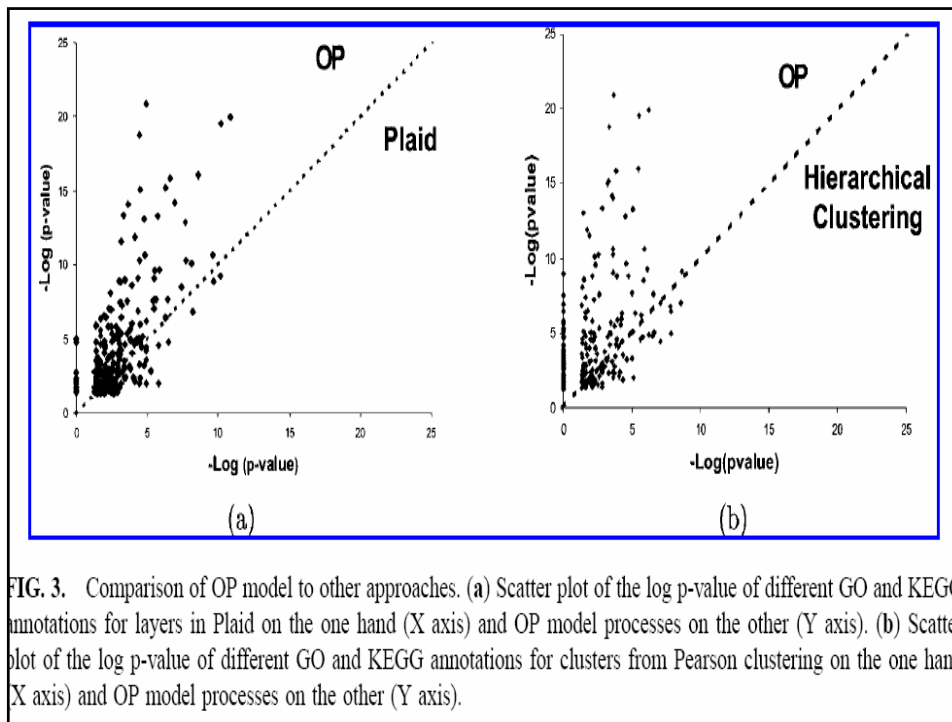 25
20
15
10
5
0
-Log (p-value)
OP
Plaid
0 5 10 15 20 25
-Log (p-value)
(a)
25
20
15
10
5
0
-Log(pvalue)
OP
Hierarchical
Clustering
0 5 10 15 20 25
-Log(pvalue)
(b)
FIG. 3. Comparison of OP model to other approaches. (a) Scatter plot of the log p-value of different GO and KEGG
annotations for layers in Plaid on the one hand (X axis) and OP model processes on the other (Y axis). (b) Scatte
plot of the log p-value of different GO and KEGG annotations for clusters from Pearson clustering on the one han
(X axis) and OP model processes on the other (Y axis).